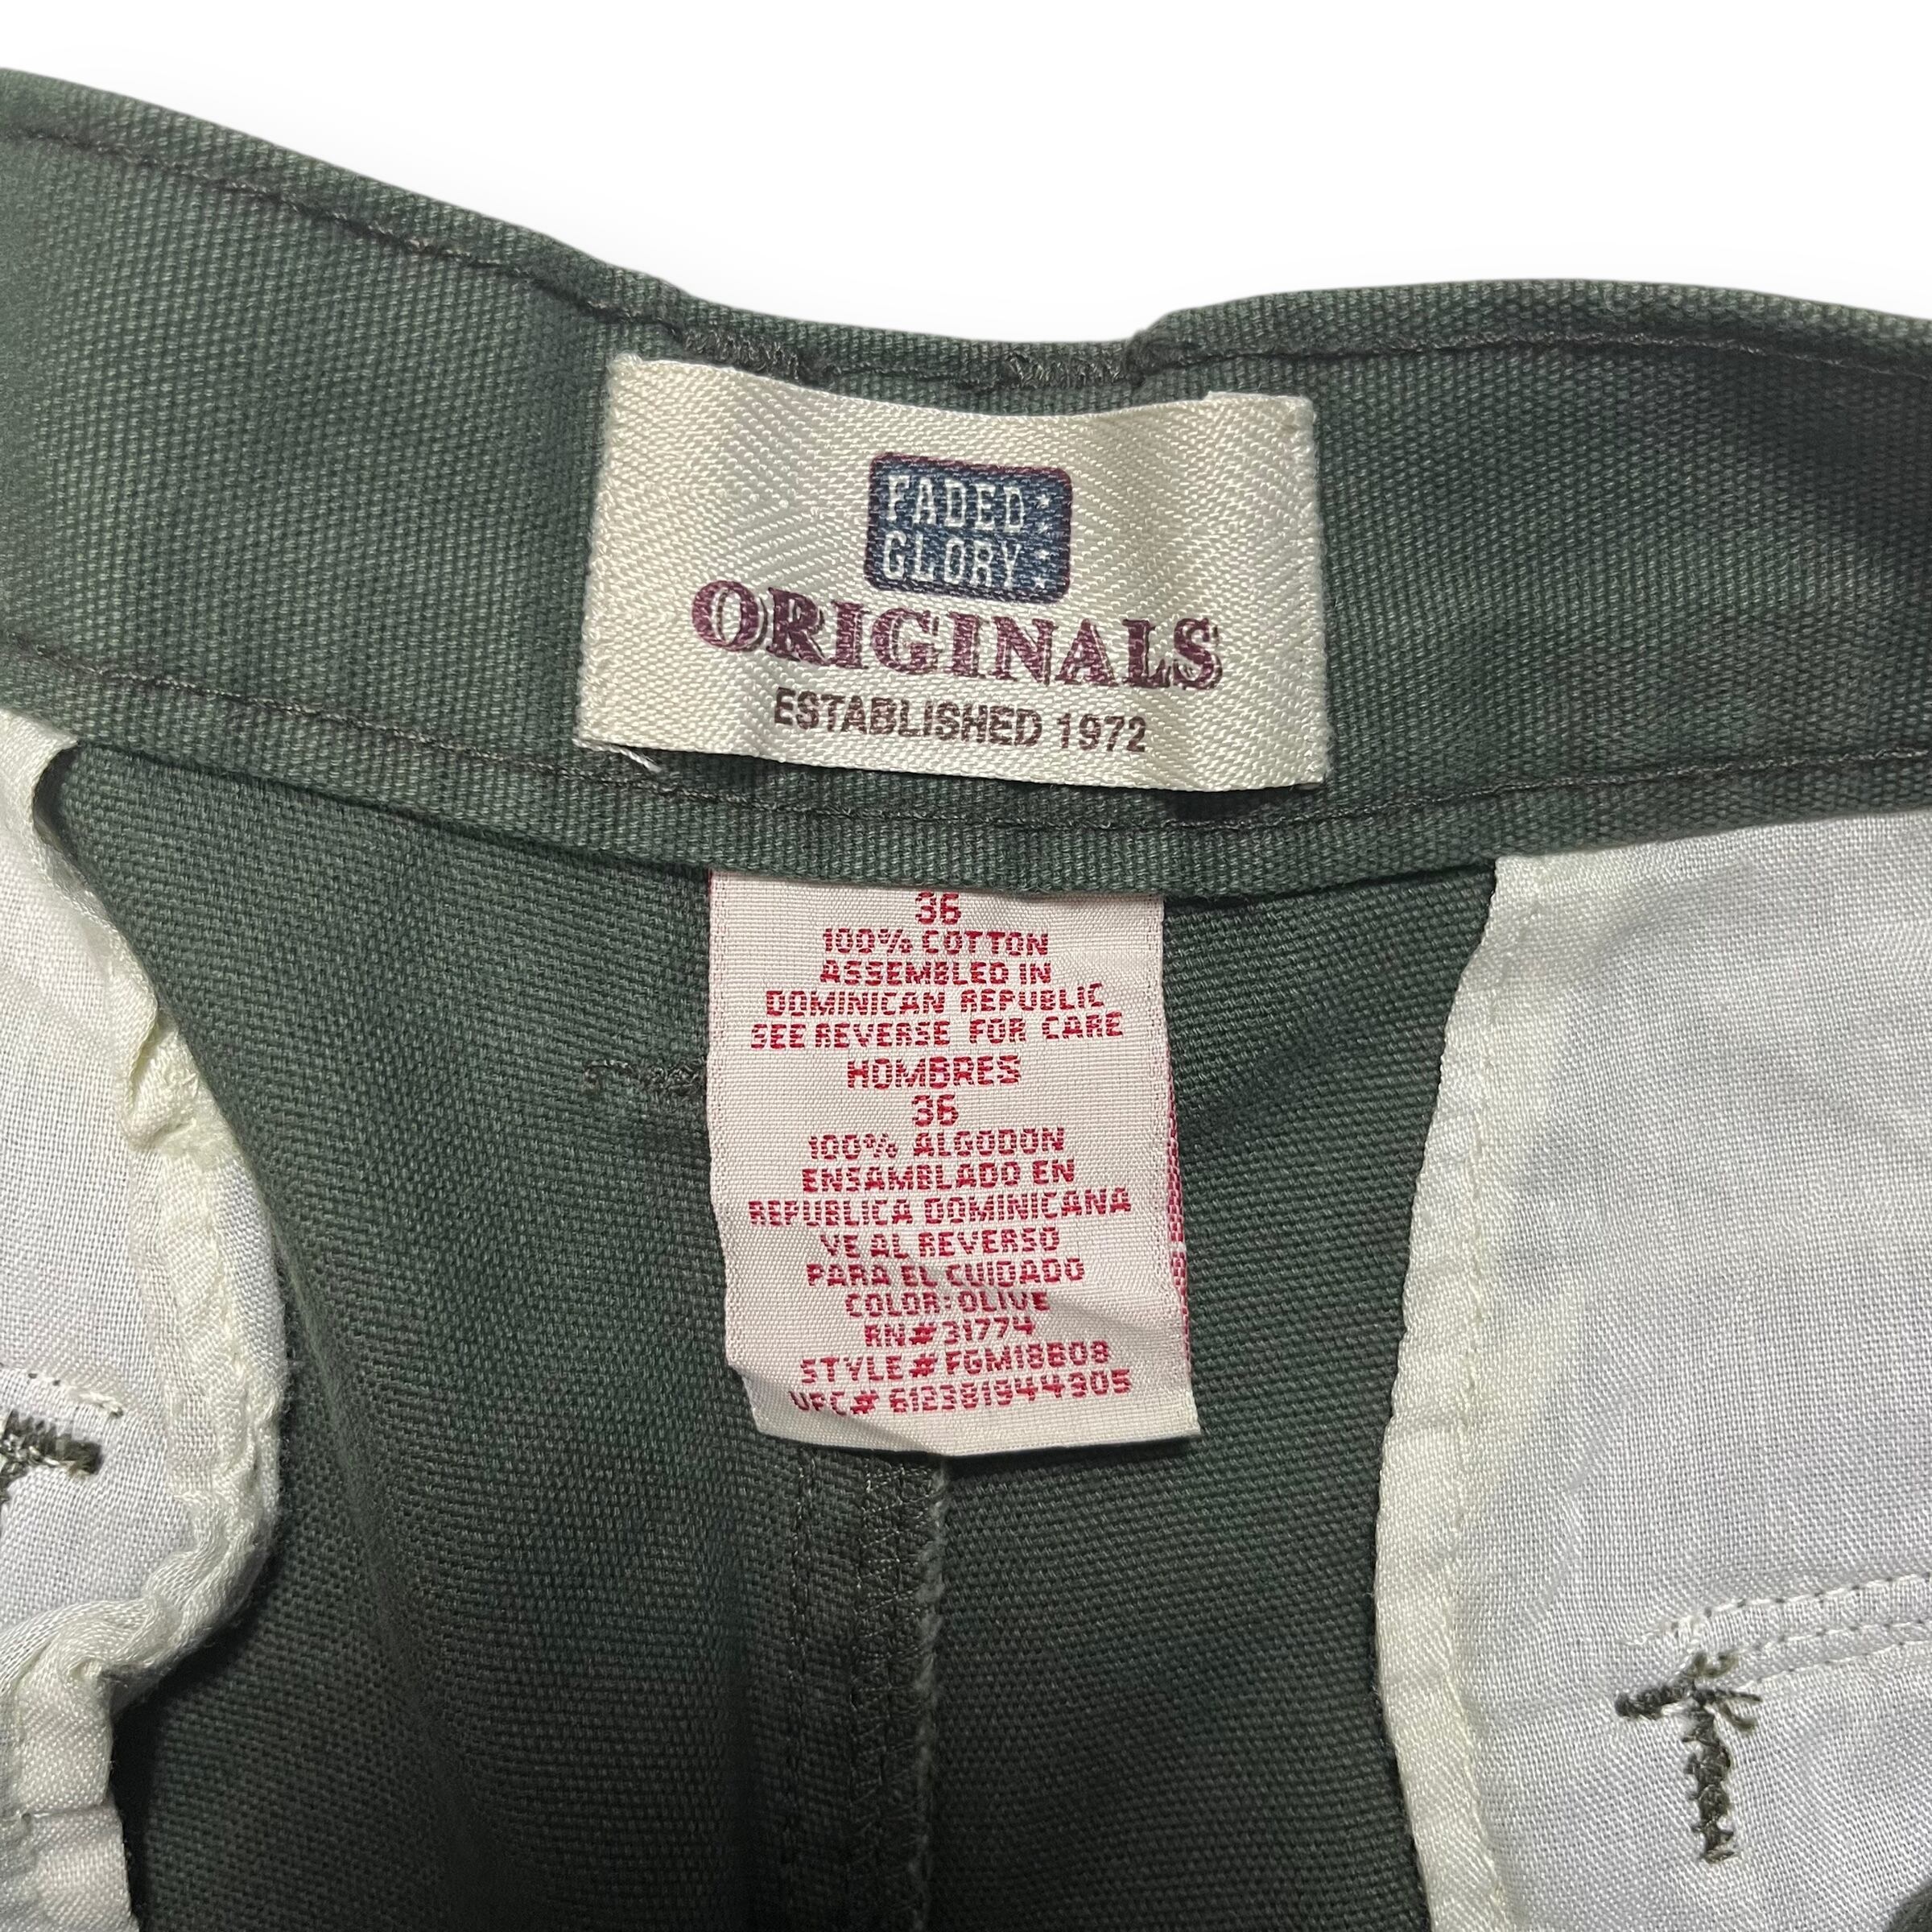 FADED
GLORY
ORIGINALS
ESTABLISHED 1972
36
100% COTTON
ASSEMBLED IN
DOMINICAN REPUBLIC
SEE REVERSE FOR CARE
HOMBRES
36
100% ALGODON
ENSAMBLADO EN
REPUBLICA DOMINICANA
VE AL REVERSO
PARA EL CUIDADO
COLOR:OLIVE
RN#31774
STYLE#FGM18B08
UPC# 612381944305